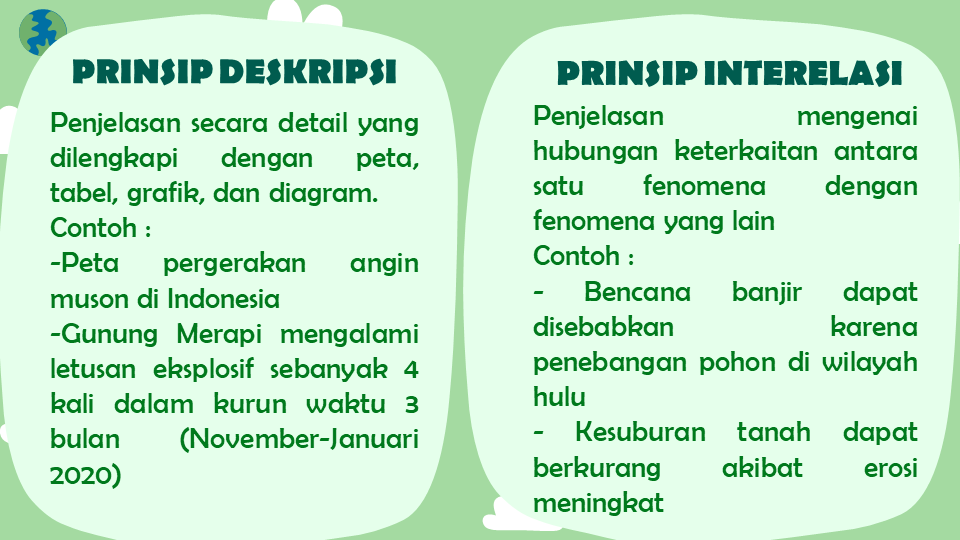 PRINSIP DESKRIPSI
Penjelasan secara detail yang
dilengkapi dengan peta,
tabel, grafik, dan diagram.
Contoh :
-Peta pergerakan angin
muson di Indonesia
-Gunung Merapi mengalami
letusan eksplosif sebanyak 4
kali dalam kurun waktu 3
bulan (November-Januari
2020)
PRINSIP INTERELASI
Penjelasan mengenai
hubungan keterkaitan antara
satu fenomena dengan
fenomena yang lain
Contoh :
- Bencana banjir dapat
disebabkan karena
penebangan pohon di wilayah
hulu
- Kesuburan tanah dapat
berkurang akibat erosi
meningkat